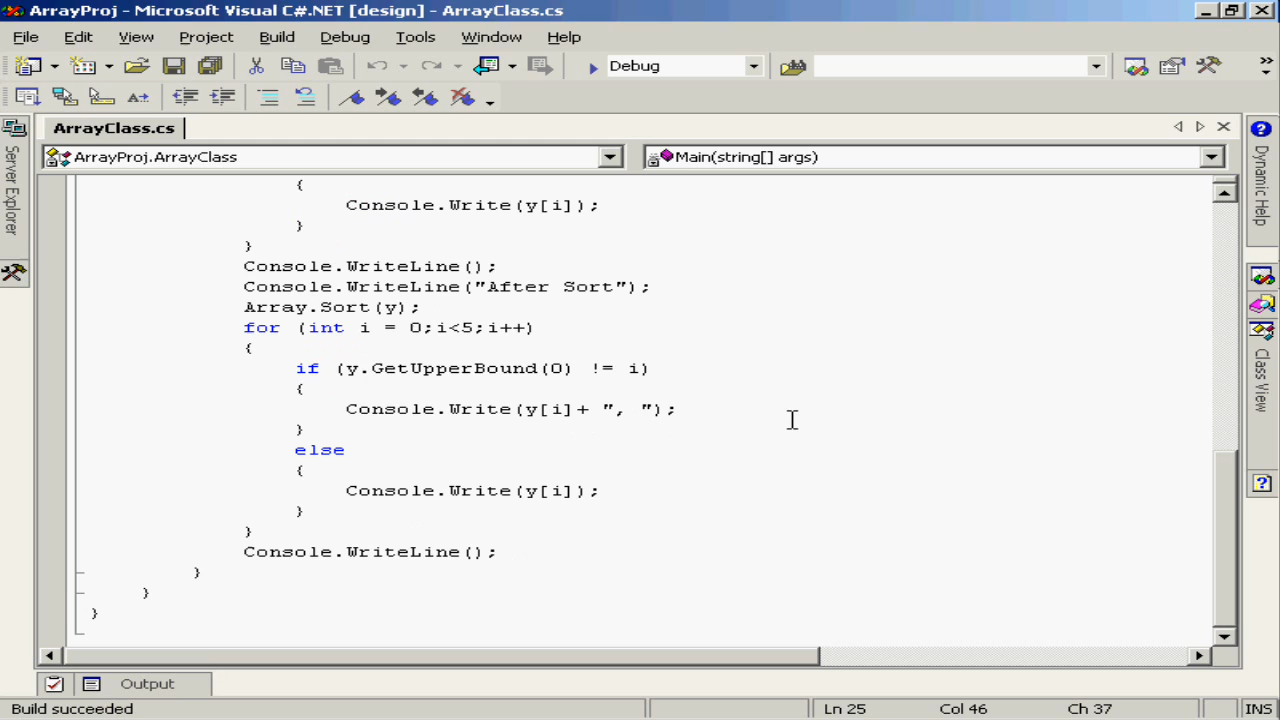 ArrayProj - Microsoft Visual C#.NET [design] - ArrayClass.cs
File Edit View Project Build Debug Tools Window Help
Debug
ArrayClass.cs
ArrayProj.ArrayClass Main(string[] args)
{
Console.Write(y[i]);
}
}
Console.WriteLine();
Console.WriteLine("After Sort");
Array.Sort(y);
for (int i = 0;i<5;i++)
{
if (y.GetUpperBound(0) != i)
{
Console.Write(y[i]+ ", ");
}
else
{
Console.Write(y[i]);
}
}
Console.WriteLine();
}
}
}
Server Explorer
Dynamic Help
Class View
Output
Build succeeded Ln 25 Col 46 Ch 37 INS